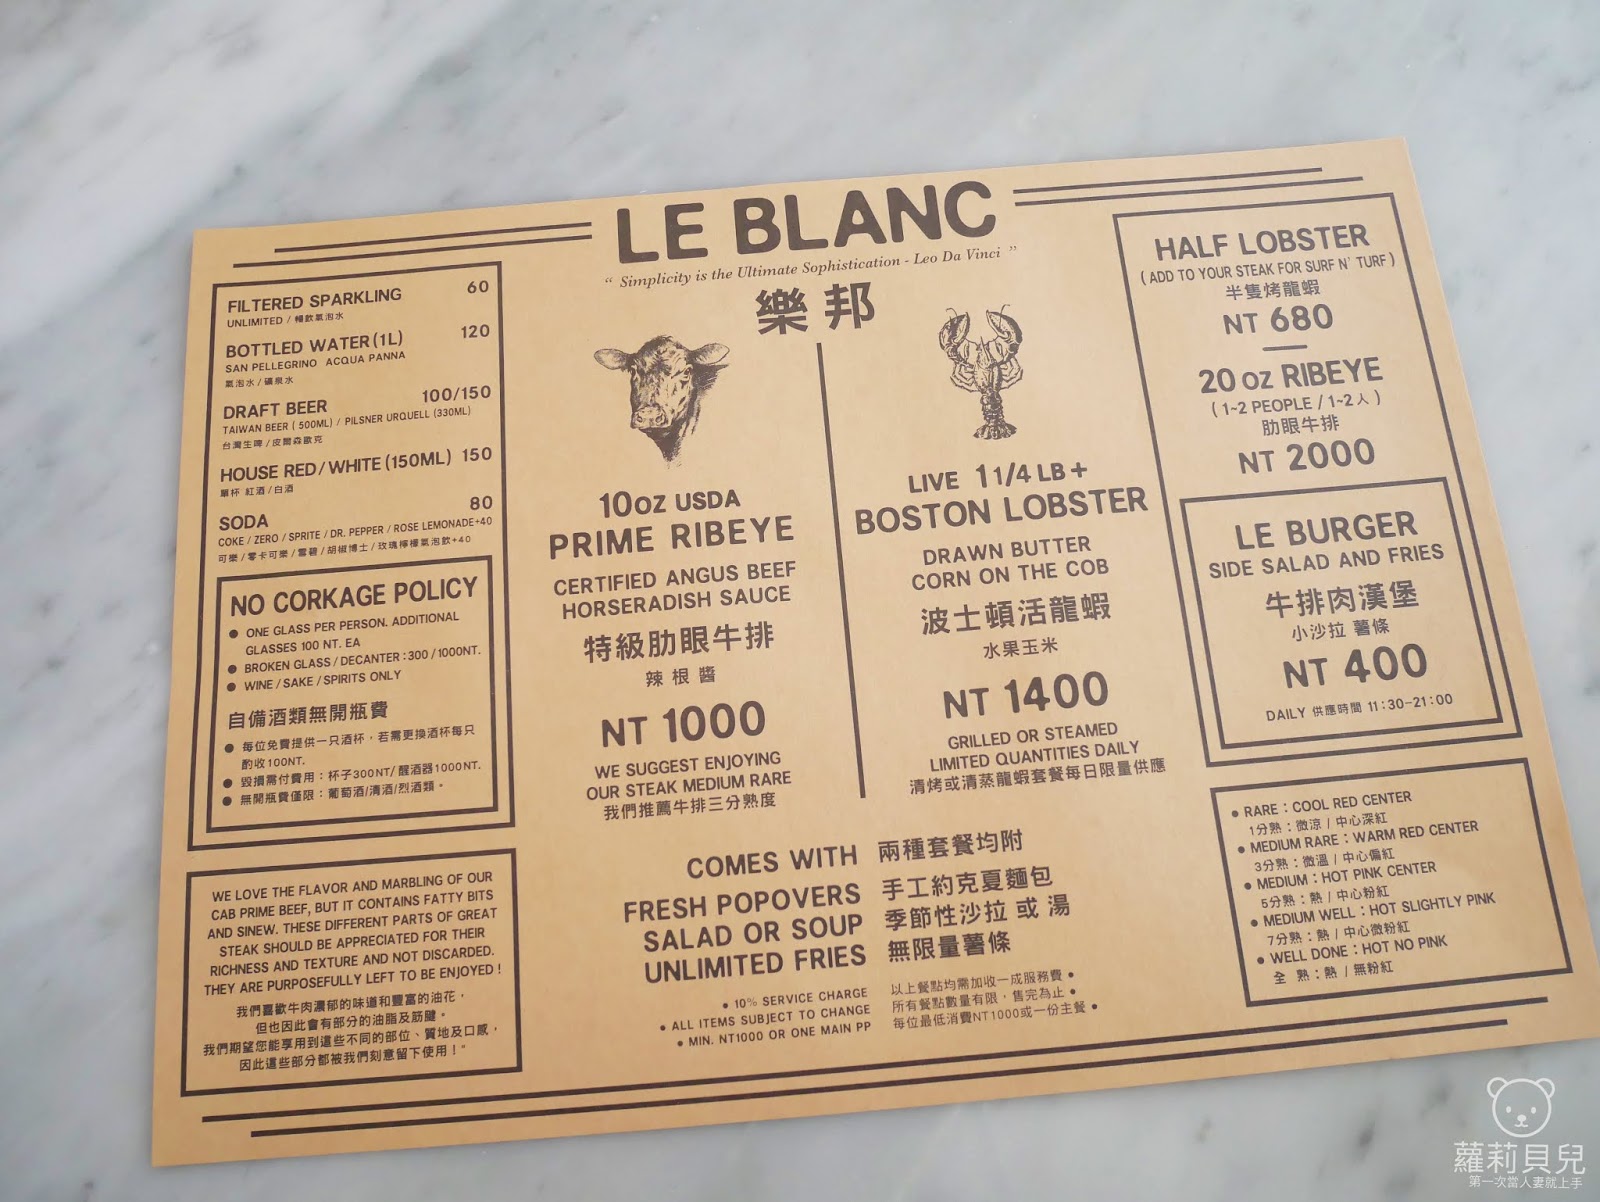 LE BLANC
“ Simplicity is the Ultimate Sophistication - Leo Da Vinci ”
樂邦
FILTERED SPARKLING 60
UNLIMITED / 暢飲氣泡水
BOTTLED WATER (1L) 120
SAN PELLEGRINO ACQUA PANNA
氣泡水 / 礦泉水
DRAFT BEER 100/150
TAIWAN BEER ( 500ML) / PILSNER URQUELL (330ML)
台灣生啤 / 皮爾森歐克
HOUSE RED/WHITE (150ML) 150
單杯 紅酒 / 白酒
SODA 80
COKE / ZERO / SPRITE / DR. PEPPER / ROSE LEMONADE+40
可樂 / 零卡可樂 / 雪碧 / 胡椒博士 / 玫瑰檸檬氣泡飲+40
NO CORKAGE POLICY
● ONE GLASS PER PERSON. ADDITIONAL
GLASSES 100 NT. EA
● BROKEN GLASS / DECANTER : 300 / 1000NT.
● WINE / SAKE / SPIRITS ONLY
自備酒類無開瓶費
● 每位免費提供一只酒杯，若需更換酒杯每只
酌收100NT.
● 毀損需付費用：杯子300NT/ 醒酒器1000NT.
● 無開瓶費僅限：葡萄酒/清酒/烈酒類。
WE LOVE THE FLAVOR AND MARBLING OF OUR
CAB PRIME BEEF, BUT IT CONTAINS FATTY BITS
AND SINEW. THESE DIFFERENT PARTS OF GREAT
STEAK SHOULD BE APPRECIATED FOR THEIR
RICHNESS AND TEXTURE AND NOT DISCARDED.
THEY ARE PURPOSEFULLY LEFT TO BE ENJOYED !
我們喜歡牛肉濃郁的味道和豐富的油花，
但也因此會有部分的油脂及筋腱。
我們期望您能享用到這些不同的部位、質地及口感，
因此這些部分都被我們刻意留下使用！”
10 OZ USDA
PRIME RIBEYE
CERTIFIED ANGUS BEEF
HORSERADISH SAUCE
特級肋眼牛排
辣根醬
NT 1000
WE SUGGEST ENJOYING
OUR STEAK MEDIUM RARE
我們推薦牛排三分熟度
LIVE 1 1/4 LB +
BOSTON LOBSTER
DRAWN BUTTER
CORN ON THE COB
波士頓活龍蝦
水果玉米
NT 1400
GRILLED OR STEAMED
LIMITED QUANTITIES DAILY
清烤或清蒸龍蝦套餐每日限量供應
COMES WITH 兩種套餐均附
FRESH POPOVERS 手工約克夏麵包
SALAD OR SOUP 季節性沙拉 或 湯
UNLIMITED FRIES 無限量薯條
● 10% SERVICE CHARGE 以上餐點均需加收一成服務費 ●
● ALL ITEMS SUBJECT TO CHANGE 所有餐點數量有限，售完為止 ●
● MIN. NT1000 OR ONE MAIN PP 每位最低消費NT1000或一份主餐 ●
HALF LOBSTER
( ADD TO YOUR STEAK FOR SURF N' TURF )
半隻烤龍蝦
NT 680
20 OZ RIBEYE
( 1~2 PEOPLE / 1~2人 )
肋眼牛排
NT 2000
LE BURGER
SIDE SALAD AND FRIES
牛排肉漢堡
小沙拉 薯條
NT 400
DAILY 供應時間 11:30-21:00
● RARE : COOL RED CENTER
1分熟：微涼 / 中心深紅
● MEDIUM RARE : WARM RED CENTER
3分熟：微溫 / 中心偏紅
● MEDIUM : HOT PINK CENTER
5分熟：熱 / 中心粉紅
● MEDIUM WELL : HOT SLIGHTLY PINK
7分熟：熱 / 中心微粉紅
● WELL DONE : HOT NO PINK
全 熟：熱 / 無粉紅
蘿莉貝兒
第一次當人妻就上手